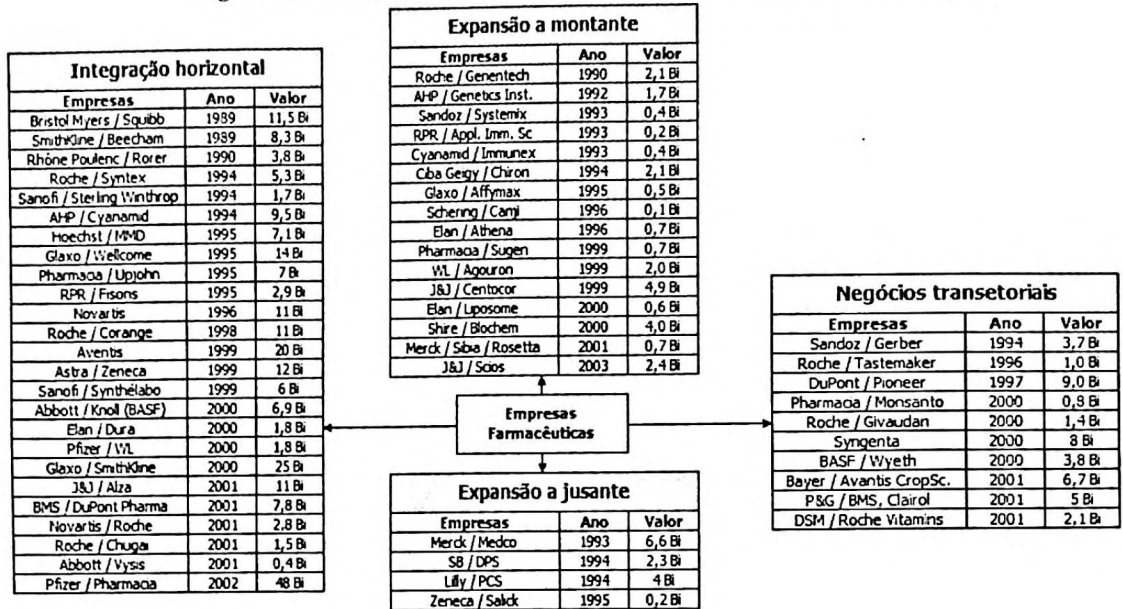 Integração horizontal
Empresas Ano Valor
Bristol Myers / Squibb 1989 11,5 Bi
SmithKline / Beecham 1989 8,3 Bi
Rhône Poulenc / Rorer 1990 3,8 Bi
Roche / Syntex 1994 5,3 Bi
Sanofi / Sterling Winthrop 1994 1,7 Bi
AHP / Cyanamid 1994 9,5 Bi
Hoechst / MMD 1995 7,1 Bi
Glaxo / Wellcome 1995 14 Bi
Pharmacia / Upjohn 1995 7 Bi
RPR / Fisons 1995 2,9 Bi
Novartis 1996 11 Bi
Roche / Corange 1998 11 Bi
Aventis 1999 20 Bi
Astra / Zeneca 1999 12 Bi
Sanofi / Synthélabo 1999 6 Bi
Abbott / Knoll (BASF) 2000 6,9 Bi
Elan / Dura 2000 1,8 Bi
Pfizer / WL 2000 1,8 Bi
Glaxo / SmithKline 2000 25 Bi
J&J / Alza 2001 11 Bi
BMS / DuPont Pharma 2001 7,8 Bi
Novartis / Roche 2001 2,8 Bi
Roche / Chugai 2001 1,5 Bi
Abbott / Vysis 2001 0,4 Bi
Pfizer / Pharmacia 2002 48 Bi
Expansão a montante
Empresas Ano Valor
Roche / Genentech 1990 2,1 Bi
AHP / Genetics Inst. 1992 1,7 Bi
Sandoz / Systemix 1993 0,4 Bi
RPR / Appl. Imm. Sc 1993 0,2 Bi
Cyanamid / Immunex 1993 0,4 Bi
Ciba Geigy / Chiron 1994 2,1 Bi
Glaxo / Affymax 1995 0,5 Bi
Schering / Canji 1996 0,1 Bi
Elan / Athena 1996 0,7 Bi
Pharmacia / Sugen 1999 0,7 Bi
WL / Agouron 1999 2,0 Bi
J&J / Centocor 1999 4,9 Bi
Elan / Liposome 2000 0,6 Bi
Shire / Biochem 2000 4,0 Bi
Merck / Sibia / Rosetta 2001 0,7 Bi
J&J / Scios 2003 2,4 Bi
Empresas
Farmacêuticas
Expansão a jusante
Empresas Ano Valor
Merck / Medco 1993 6,6 Bi
SB / DPS 1994 2,3 Bi
Lilly / PCS 1994 4 Bi
Zeneca / Salick 1995 0,2 Bi
Negócios transetoriais
Empresas Ano Valor
Sandoz / Gerber 1994 3,7 Bi
Roche / Tastemaker 1996 1,0 Bi
DuPont / Pioneer 1997 9,0 Bi
Pharmacia / Monsanto 2000 0,8 Bi
Roche / Givaudan 2000 1,4 Bi
Syngenta 2000 8 Bi
BASF / Wyeth 2000 3,8 Bi
Bayer / Avantis CropSc. 2001 6,7 Bi
P&G / BMS, Clairol 2001 5 Bi
DSM / Roche Vitamins 2001 2,1 Bi